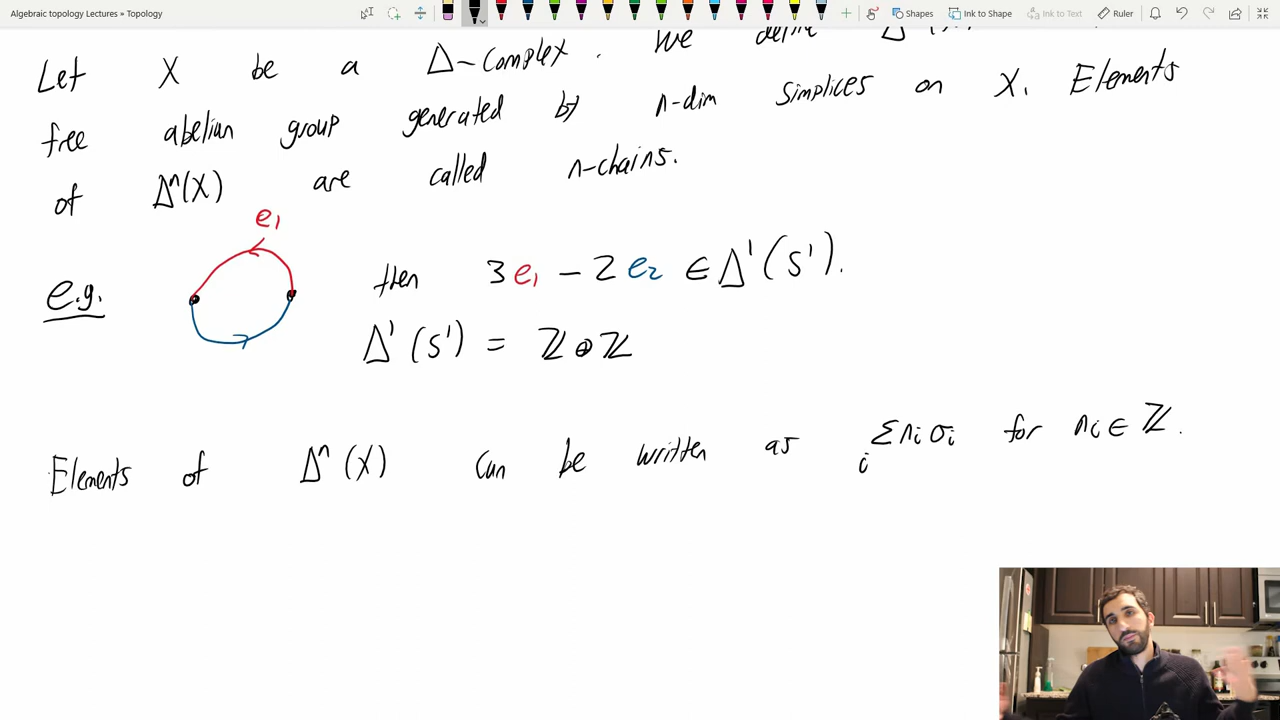 Algebraic topology Lectures » Topology
Shapes Ink to Shape Ink to Text Ruler
Let X be a Δ-complex. We define
free abelian group generated by n-dim simplices on X. Elements
of Δⁿ(X) are called n-chains.
e₁
e.g. then 3e₁ - 2e₂ ∈ Δ¹(S¹).
Δ¹(S¹) = ℤ⊕ℤ
Elements of Δⁿ(X) can be written as Σᵢ nᵢσᵢ for nᵢ ∈ ℤ.